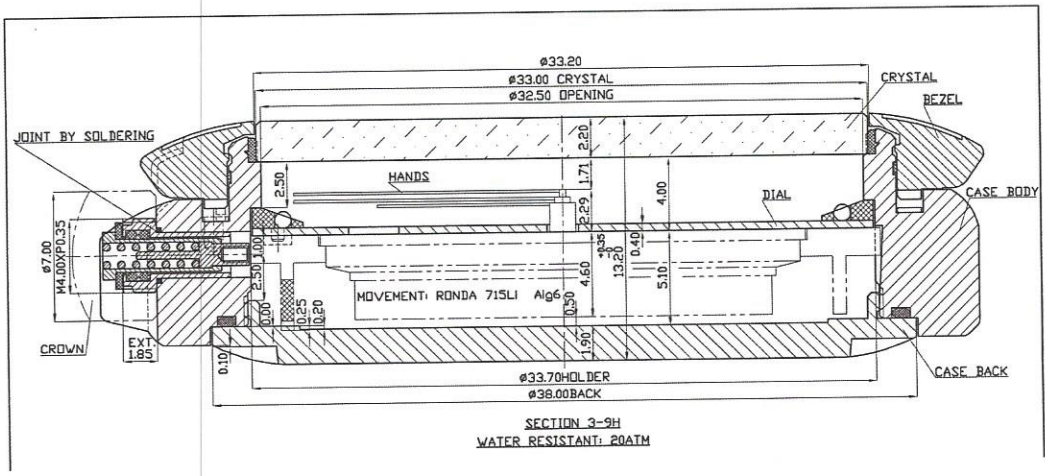 ø33.20
ø33.00 CRYSTAL
ø32.50 OPENING
CRYSTAL
BEZEL
JOINT BY SOLDERING
HANDS
2.50
2.20
1.71
2.29
4.00
DIAL
CASE BODY
ø7.00
M4.00XP0.35
1.00
2.50
0.40
+0.35
-0
13.20
4.60
5.10
MOVEMENT: RONDA 715LI Aig6
0.00
0.25
0.20
0.50
1.90
CROWN
EXT.
1.85
0.10
ø33.70HOLDER
ø38.00BACK
CASE BACK
SECTION 3-9H
WATER RESISTANT: 20ATM